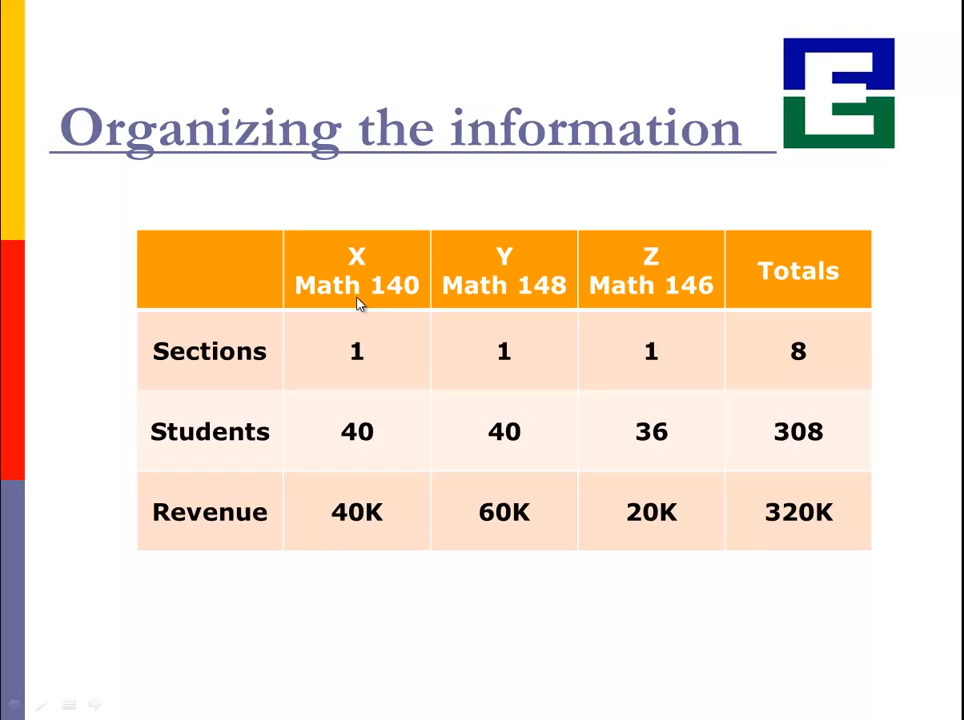 E
Organizing the information
X Y Z
Math 140 Math 148 Math 146 Totals
Sections 1 1 1 8
Students 40 40 36 308
Revenue 40K 60K 20K 320K